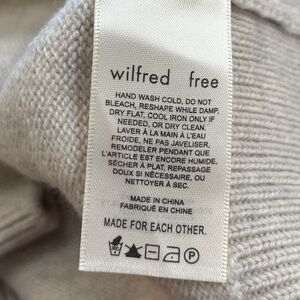 wilfred free
HAND WASH COLD, DO NOT
BLEACH, RESHAPE WHILE DAMP,
DRY FLAT, COOL IRON ONLY IF
NEEDED, OR DRY CLEAN.
LAVER À LA MAIN À L'EAU
FROIDE, NE PAS JAVELISER,
REMODELER PENDANT QUE
L'ARTICLE EST ENCORE HUMIDE,
SÉCHER À PLAT, REPASSAGE
DOUX SI NÉCESSAIRE, OU
NETTOYER À SEC.
MADE IN CHINA
FABRIQUÉ EN CHINE
MADE FOR EACH OTHER.
P